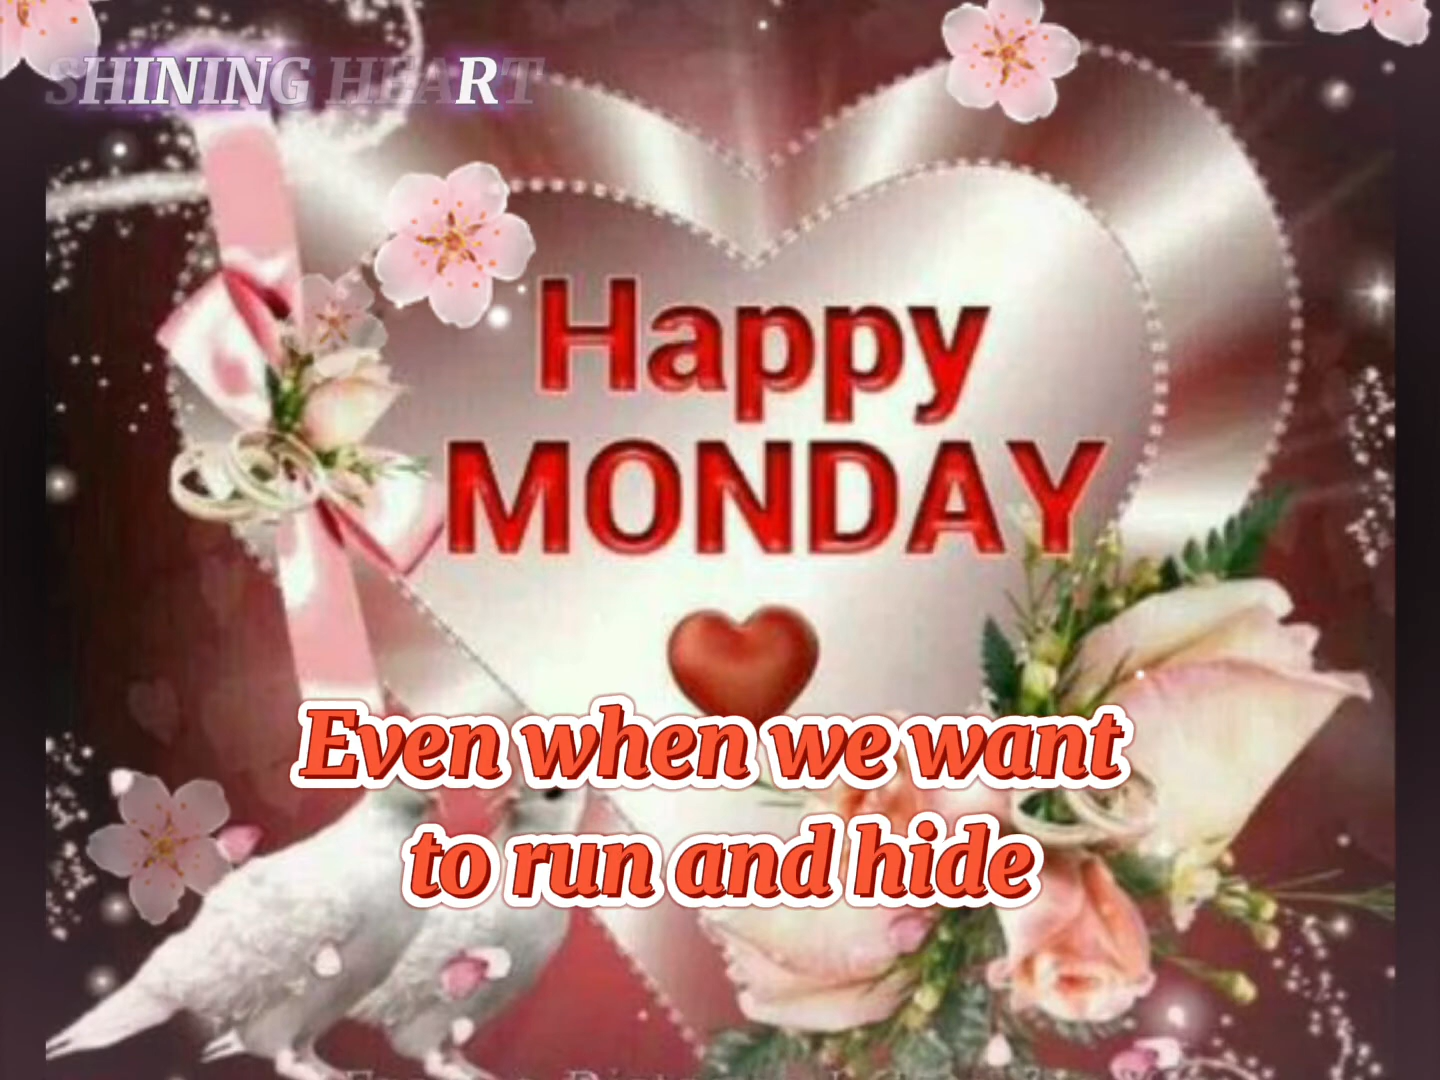 SHINING HEART
Happy
MONDAY
Even when we want
to run and hide